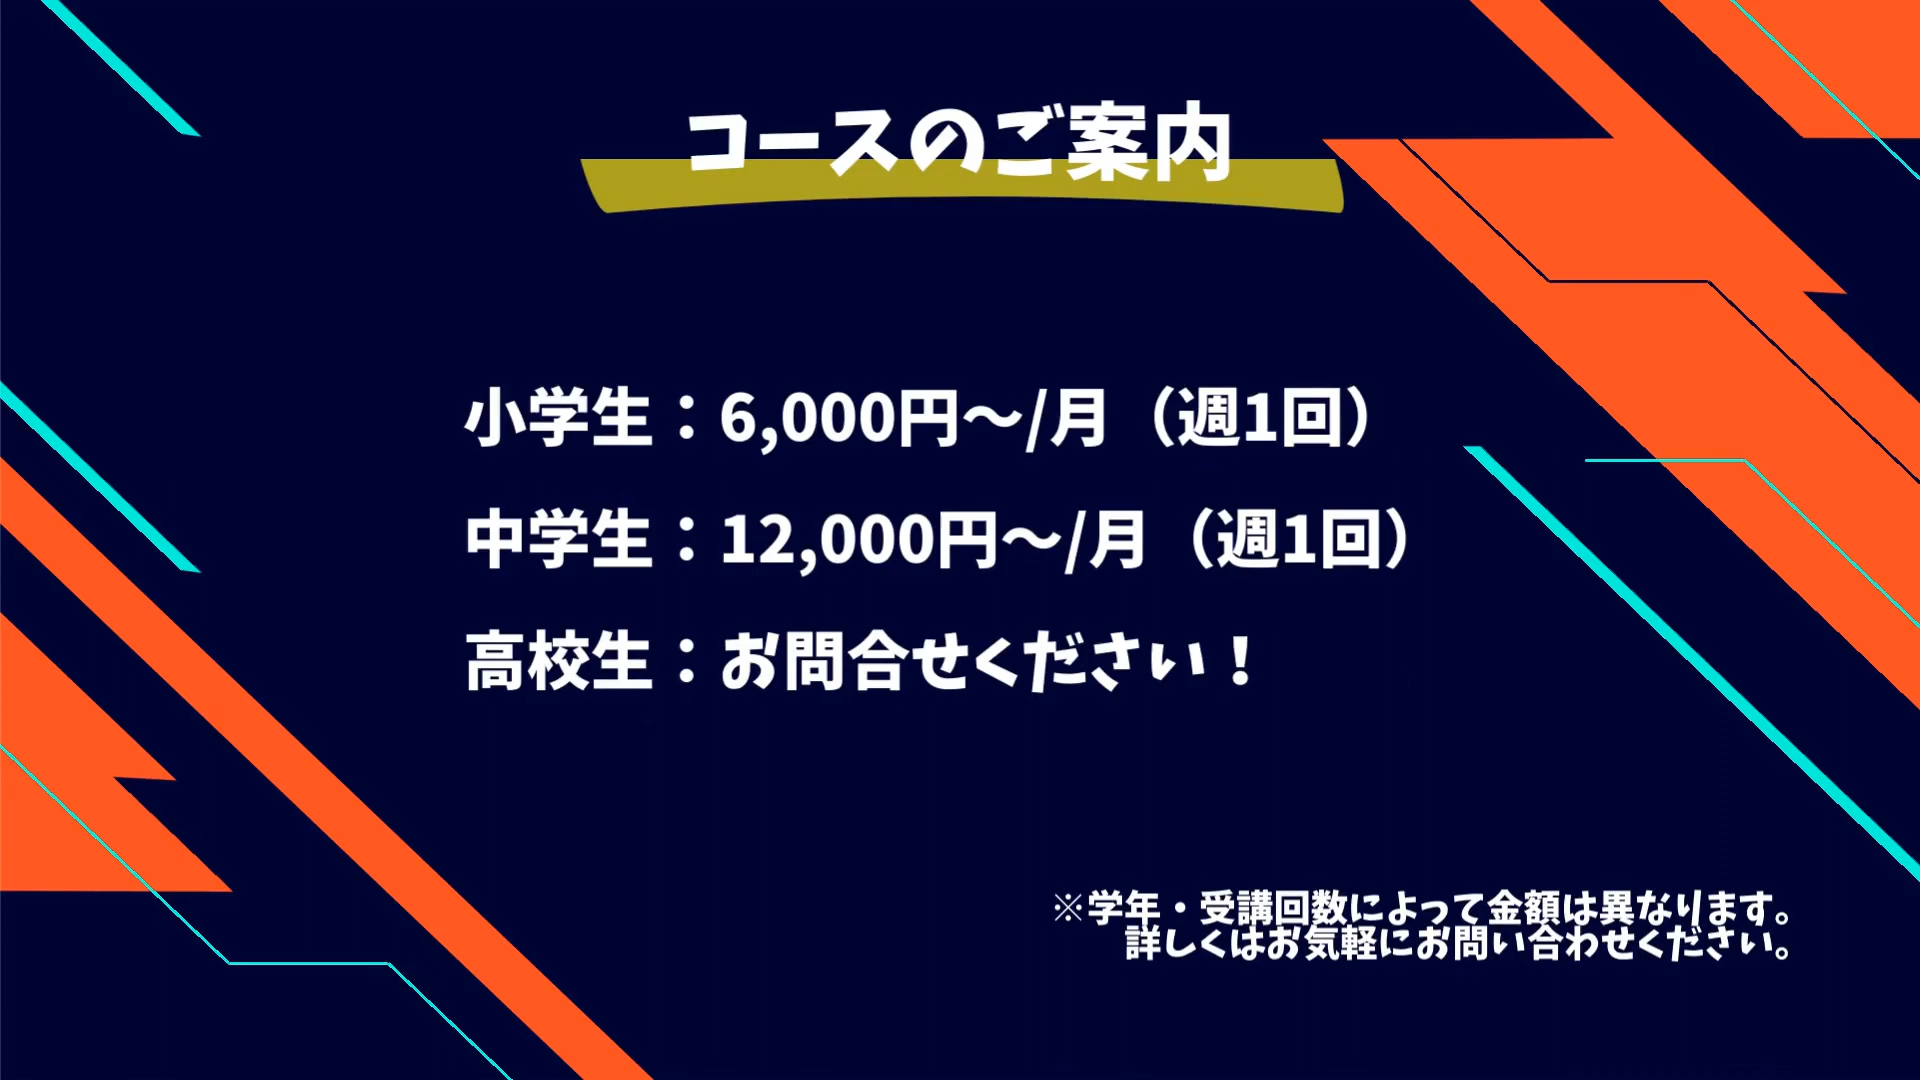 コースのご案内
小学生：6,000円～/月（週1回）
中学生：12,000円～/月（週1回）
高校生：お問合せください！
※学年・受講回数によって金額は異なります。
詳しくはお気軽にお問い合わせください。